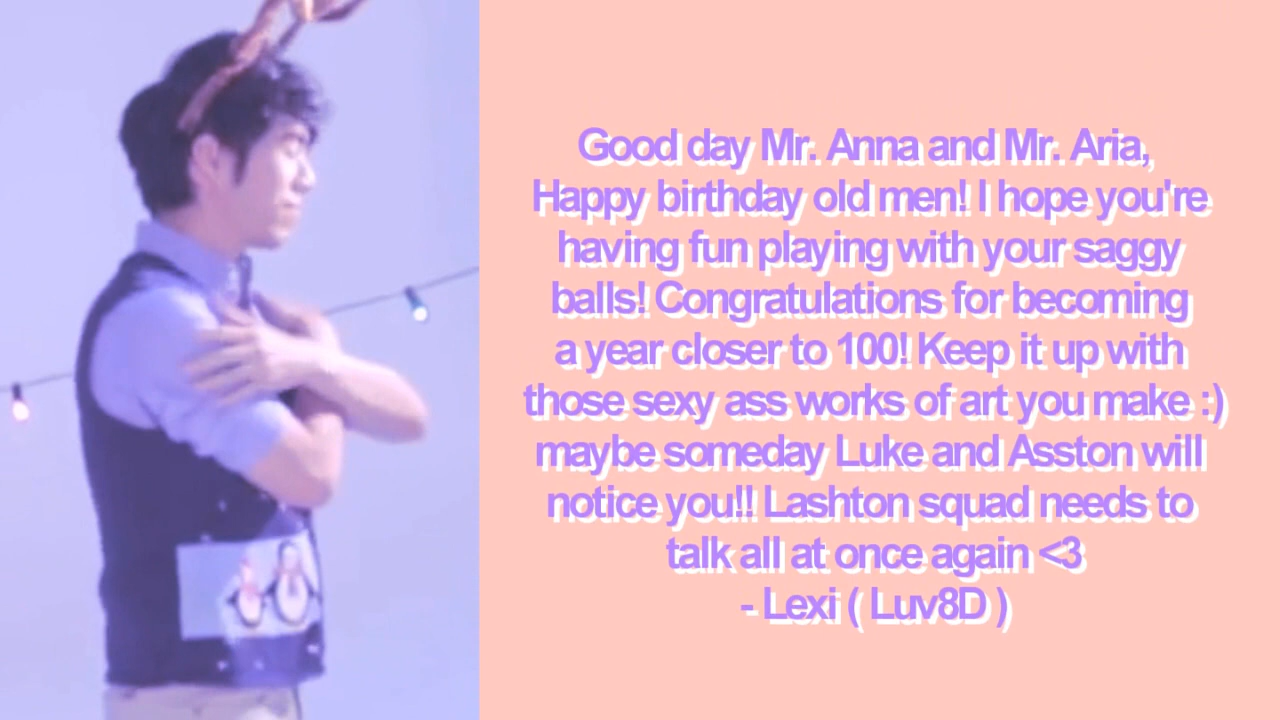 Good day Mr. Anna and Mr. Aria,
Happy birthday old men! I hope you're
having fun playing with your saggy
balls! Congratulations for becoming
a year closer to 100! Keep it up with
those sexy ass works of art you make :)
maybe someday Luke and Asston will
notice you!! Lashton squad needs to
talk all at once again <3
- Lexi ( Luv8D )